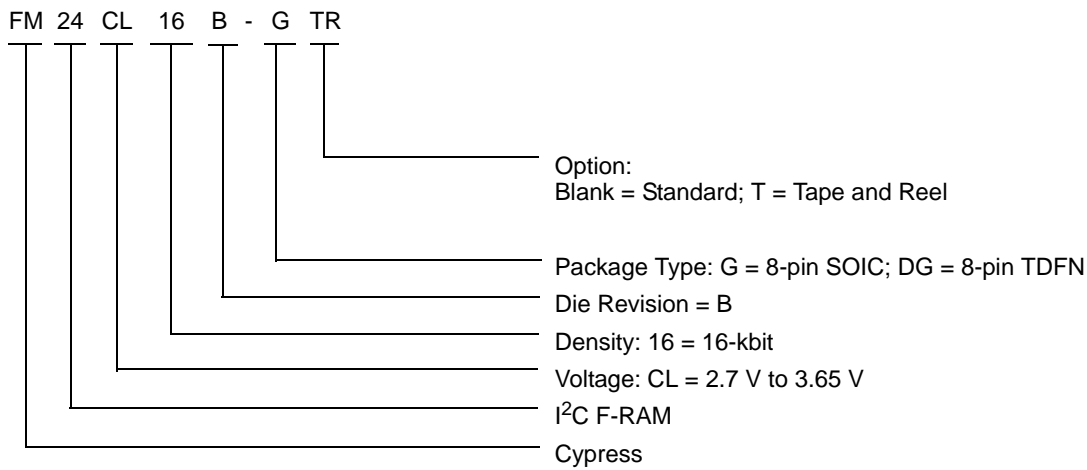 FM 24 CL 16 B - G TR
Option:
Blank = Standard; T = Tape and Reel
Package Type: G = 8-pin SOIC; DG = 8-pin TDFN
Die Revision = B
Density: 16 = 16-kbit
Voltage: CL = 2.7 V to 3.65 V
I²C F-RAM
Cypress